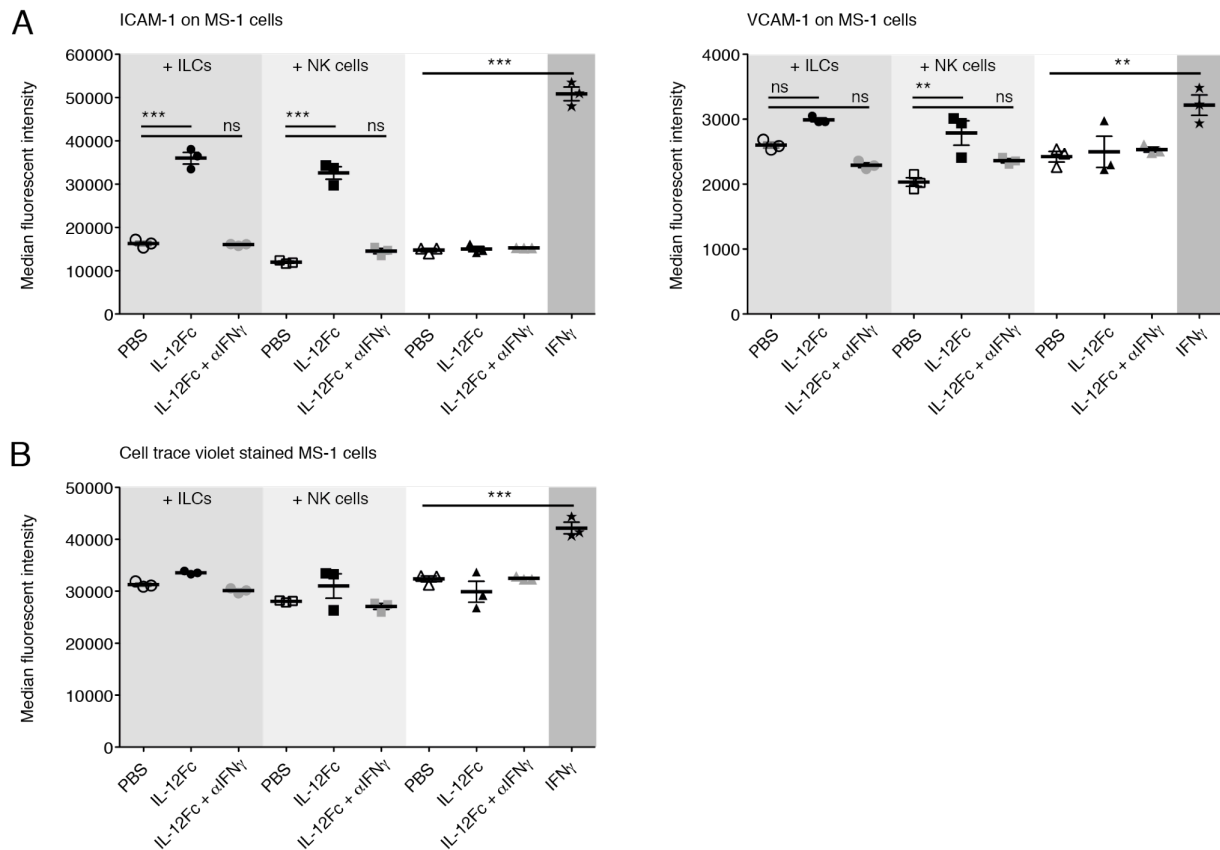 A
ICAM-1 on MS-1 cells
Median fluorescent intensity
60000
50000
40000
30000
20000
10000
0
+ ILCs
+ NK cells
***
***
ns
***
ns
PBS
IL-12Fc
IL-12Fc + αIFNγ
PBS
IL-12Fc
IL-12Fc + αIFNγ
PBS
IL-12Fc
IL-12Fc + αIFNγ
IFNγ
VCAM-1 on MS-1 cells
Median fluorescent intensity
4000
3000
2000
1000
0
+ ILCs
+ NK cells
**
ns
ns
**
ns
PBS
IL-12Fc
IL-12Fc + αIFNγ
PBS
IL-12Fc
IL-12Fc + αIFNγ
PBS
IL-12Fc
IL-12Fc + αIFNγ
IFNγ
B
Cell trace violet stained MS-1 cells
Median fluorescent intensity
50000
40000
30000
20000
10000
0
+ ILCs
+ NK cells
***
PBS
IL-12Fc
IL-12Fc + αIFNγ
PBS
IL-12Fc
IL-12Fc + αIFNγ
PBS
IL-12Fc
IL-12Fc + αIFNγ
IFNγ